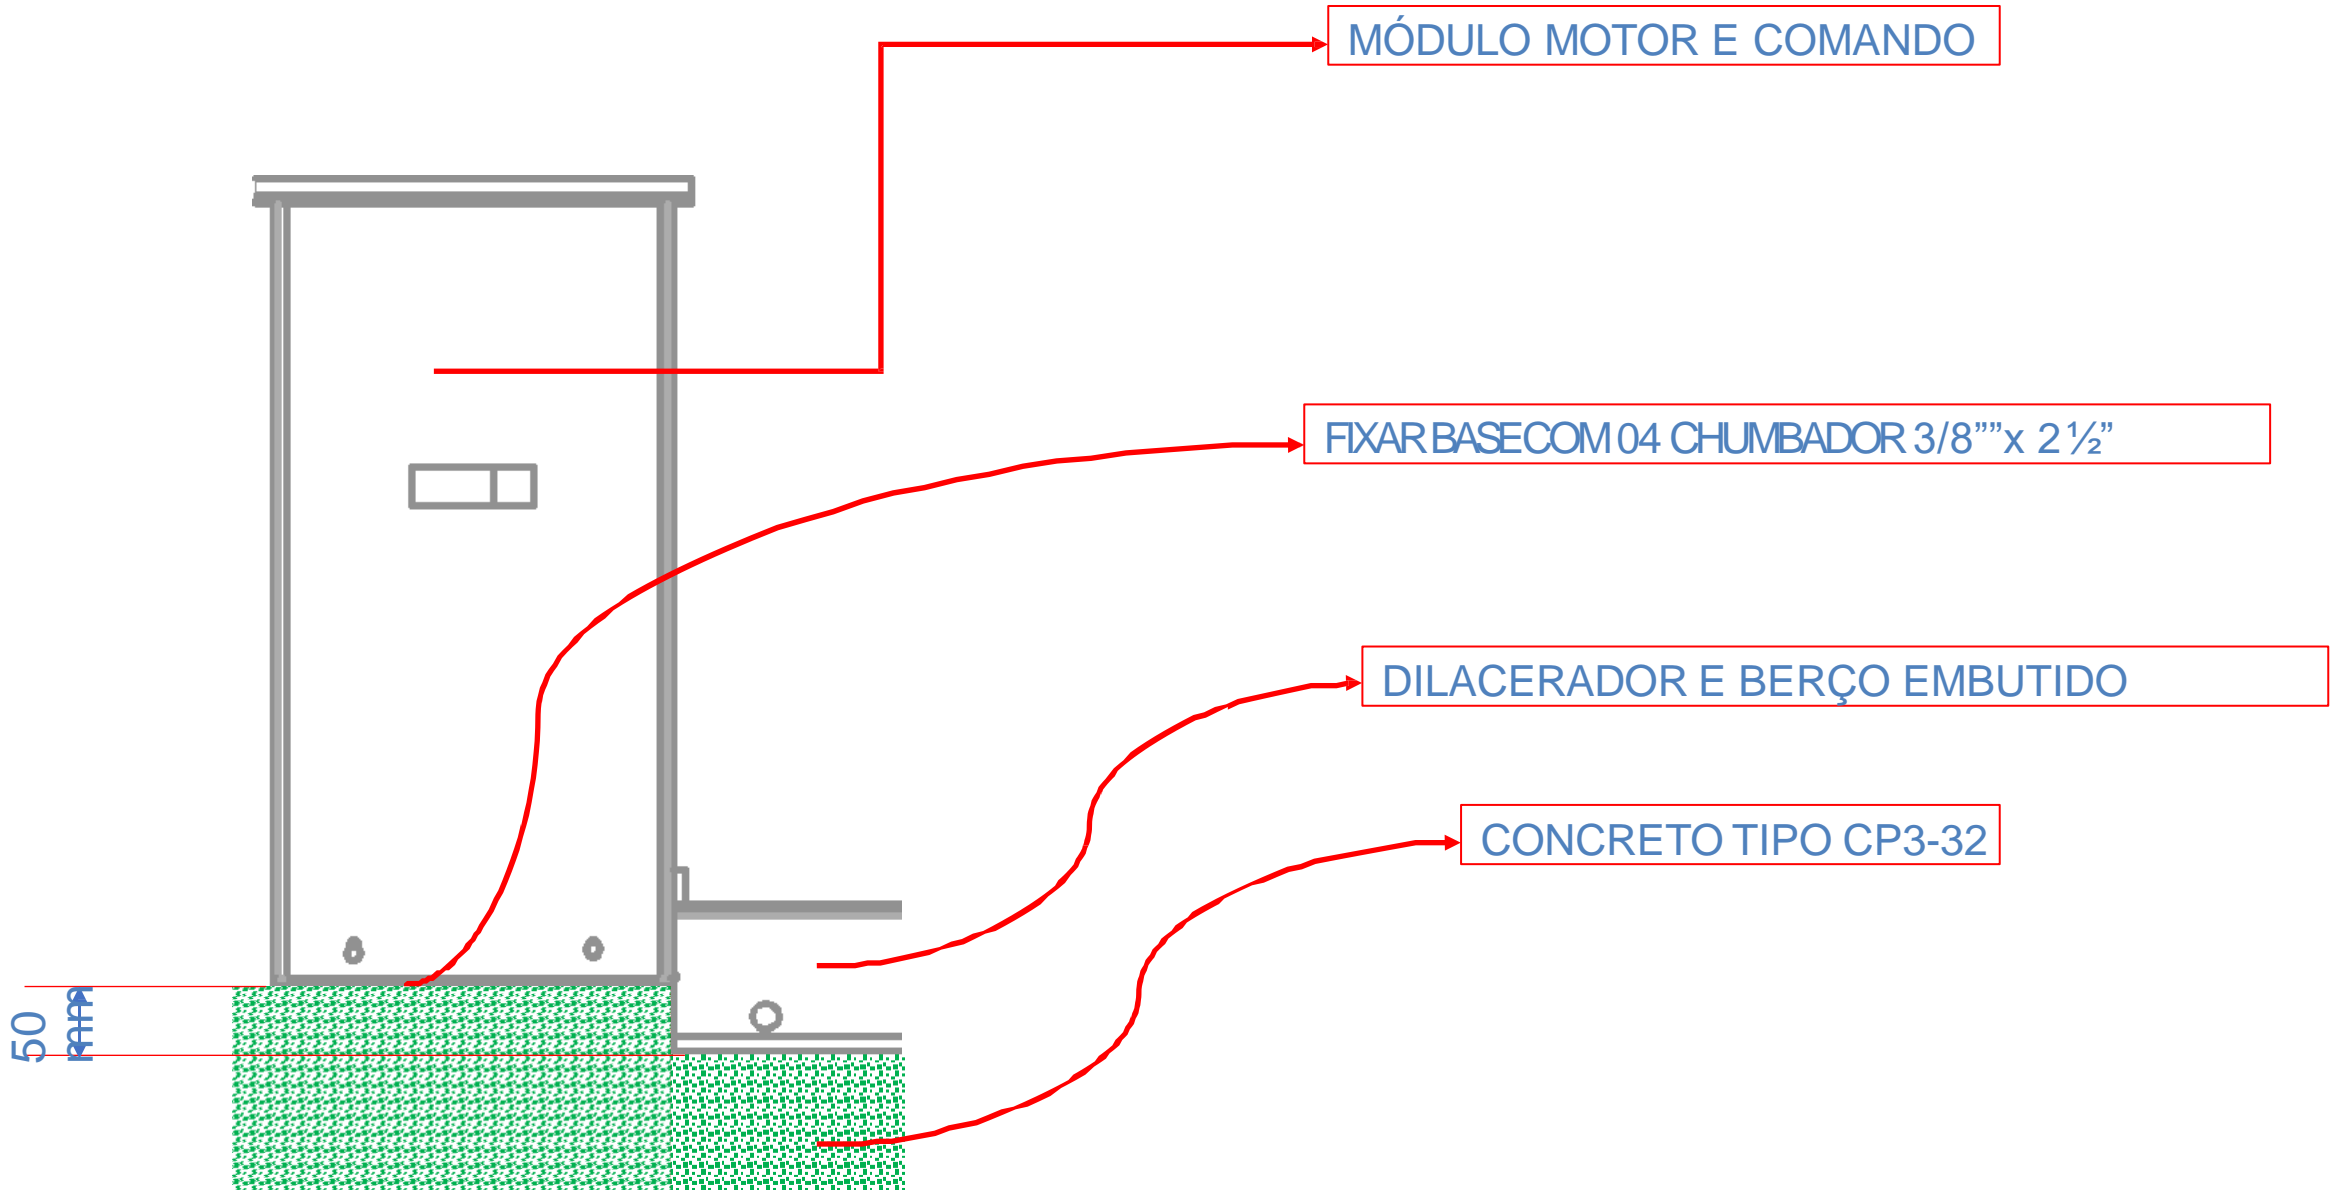 MÓDULO MOTOR E COMANDO
FIXAR BASE COM 04 CHUMBADOR 3/8”” x 2 ½”
DILACERADOR E BERÇO EMBUTIDO
CONCRETO TIPO CP3-32
50
mm